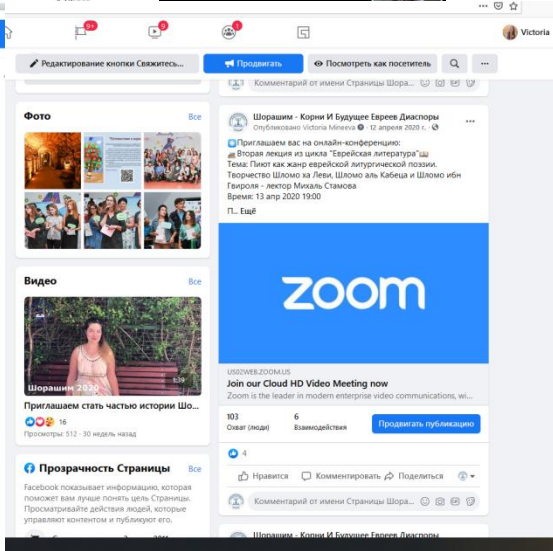 9+
9
1
Victoria
Редактирование кнопки Свяжитесь...
Продвигать
Посмотреть как посетитель
Комментарий от имени Страницы Шора...
Фото
Все
Видео
Все
Шорашим 2020
1:39
Приглашаем стать частью истории Шо...
16
Просмотры: 512 · 30 недель назад
Прозрачность Страницы
Все
Facebook показывает информацию, которая
поможет вам лучше понять цель Страницы.
Просматривайте действия людей, которые
управляют контентом и публикуют его.
Шорашим - Корни И Будущее Евреев Диаспоры
Опубликовано Victoria Mineeva · 12 апреля 2020 г. ·
Приглашаем вас на онлайн-конференцию:
Вторая лекция из цикла "Еврейская литература"
Тема: Пиют как жанр еврейской литургической поэзии.
Творчество Шломо ха Леви, Шломо аль Кабеца и Шломо ибн
Гвироля - лектор Михаль Стамова
Время: 13 апр 2020 19:00
П... Ещё
zoom
US02WEB.ZOOM.US
Join our Cloud HD Video Meeting now
Zoom is the leader in modern enterprise video communications, wi...
103
Охват (люди)
6
Взаимодействия
Продвигать публикацию
4
Нравится
Комментировать
Поделиться
Комментарий от имени Страницы Шора...
Шорашим - Корни И Будущее Евреев Диаспоры